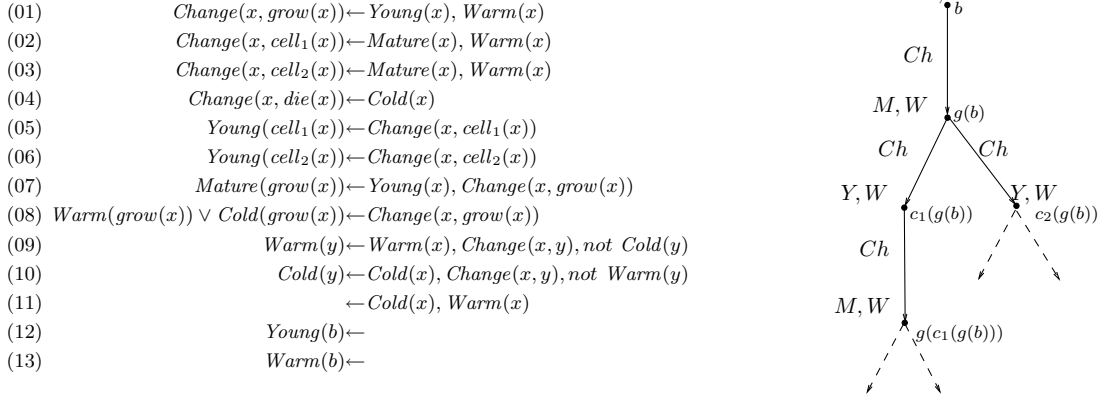 (01) Change(x, grow(x))←Young(x), Warm(x)
(02) Change(x, cell₁(x))←Mature(x), Warm(x)
(03) Change(x, cell₂(x))←Mature(x), Warm(x)
(04) Change(x, die(x))←Cold(x)
(05) Young(cell₁(x))←Change(x, cell₁(x))
(06) Young(cell₂(x))←Change(x, cell₂(x))
(07) Mature(grow(x))←Young(x), Change(x, grow(x))
(08) Warm(grow(x)) ∨ Cold(grow(x))←Change(x, grow(x))
(09) Warm(y)←Warm(x), Change(x, y), not Cold(y)
(10) Cold(y)←Cold(x), Change(x, y), not Warm(y)
(11) ←Cold(x), Warm(x)
(12) Young(b)←
(13) Warm(b)←
b
Ch
M, W
g(b)
Ch
Ch
Y, W
c₁(g(b))
Y, W
c₂(g(b))
Ch
M, W
g(c₁(g(b)))